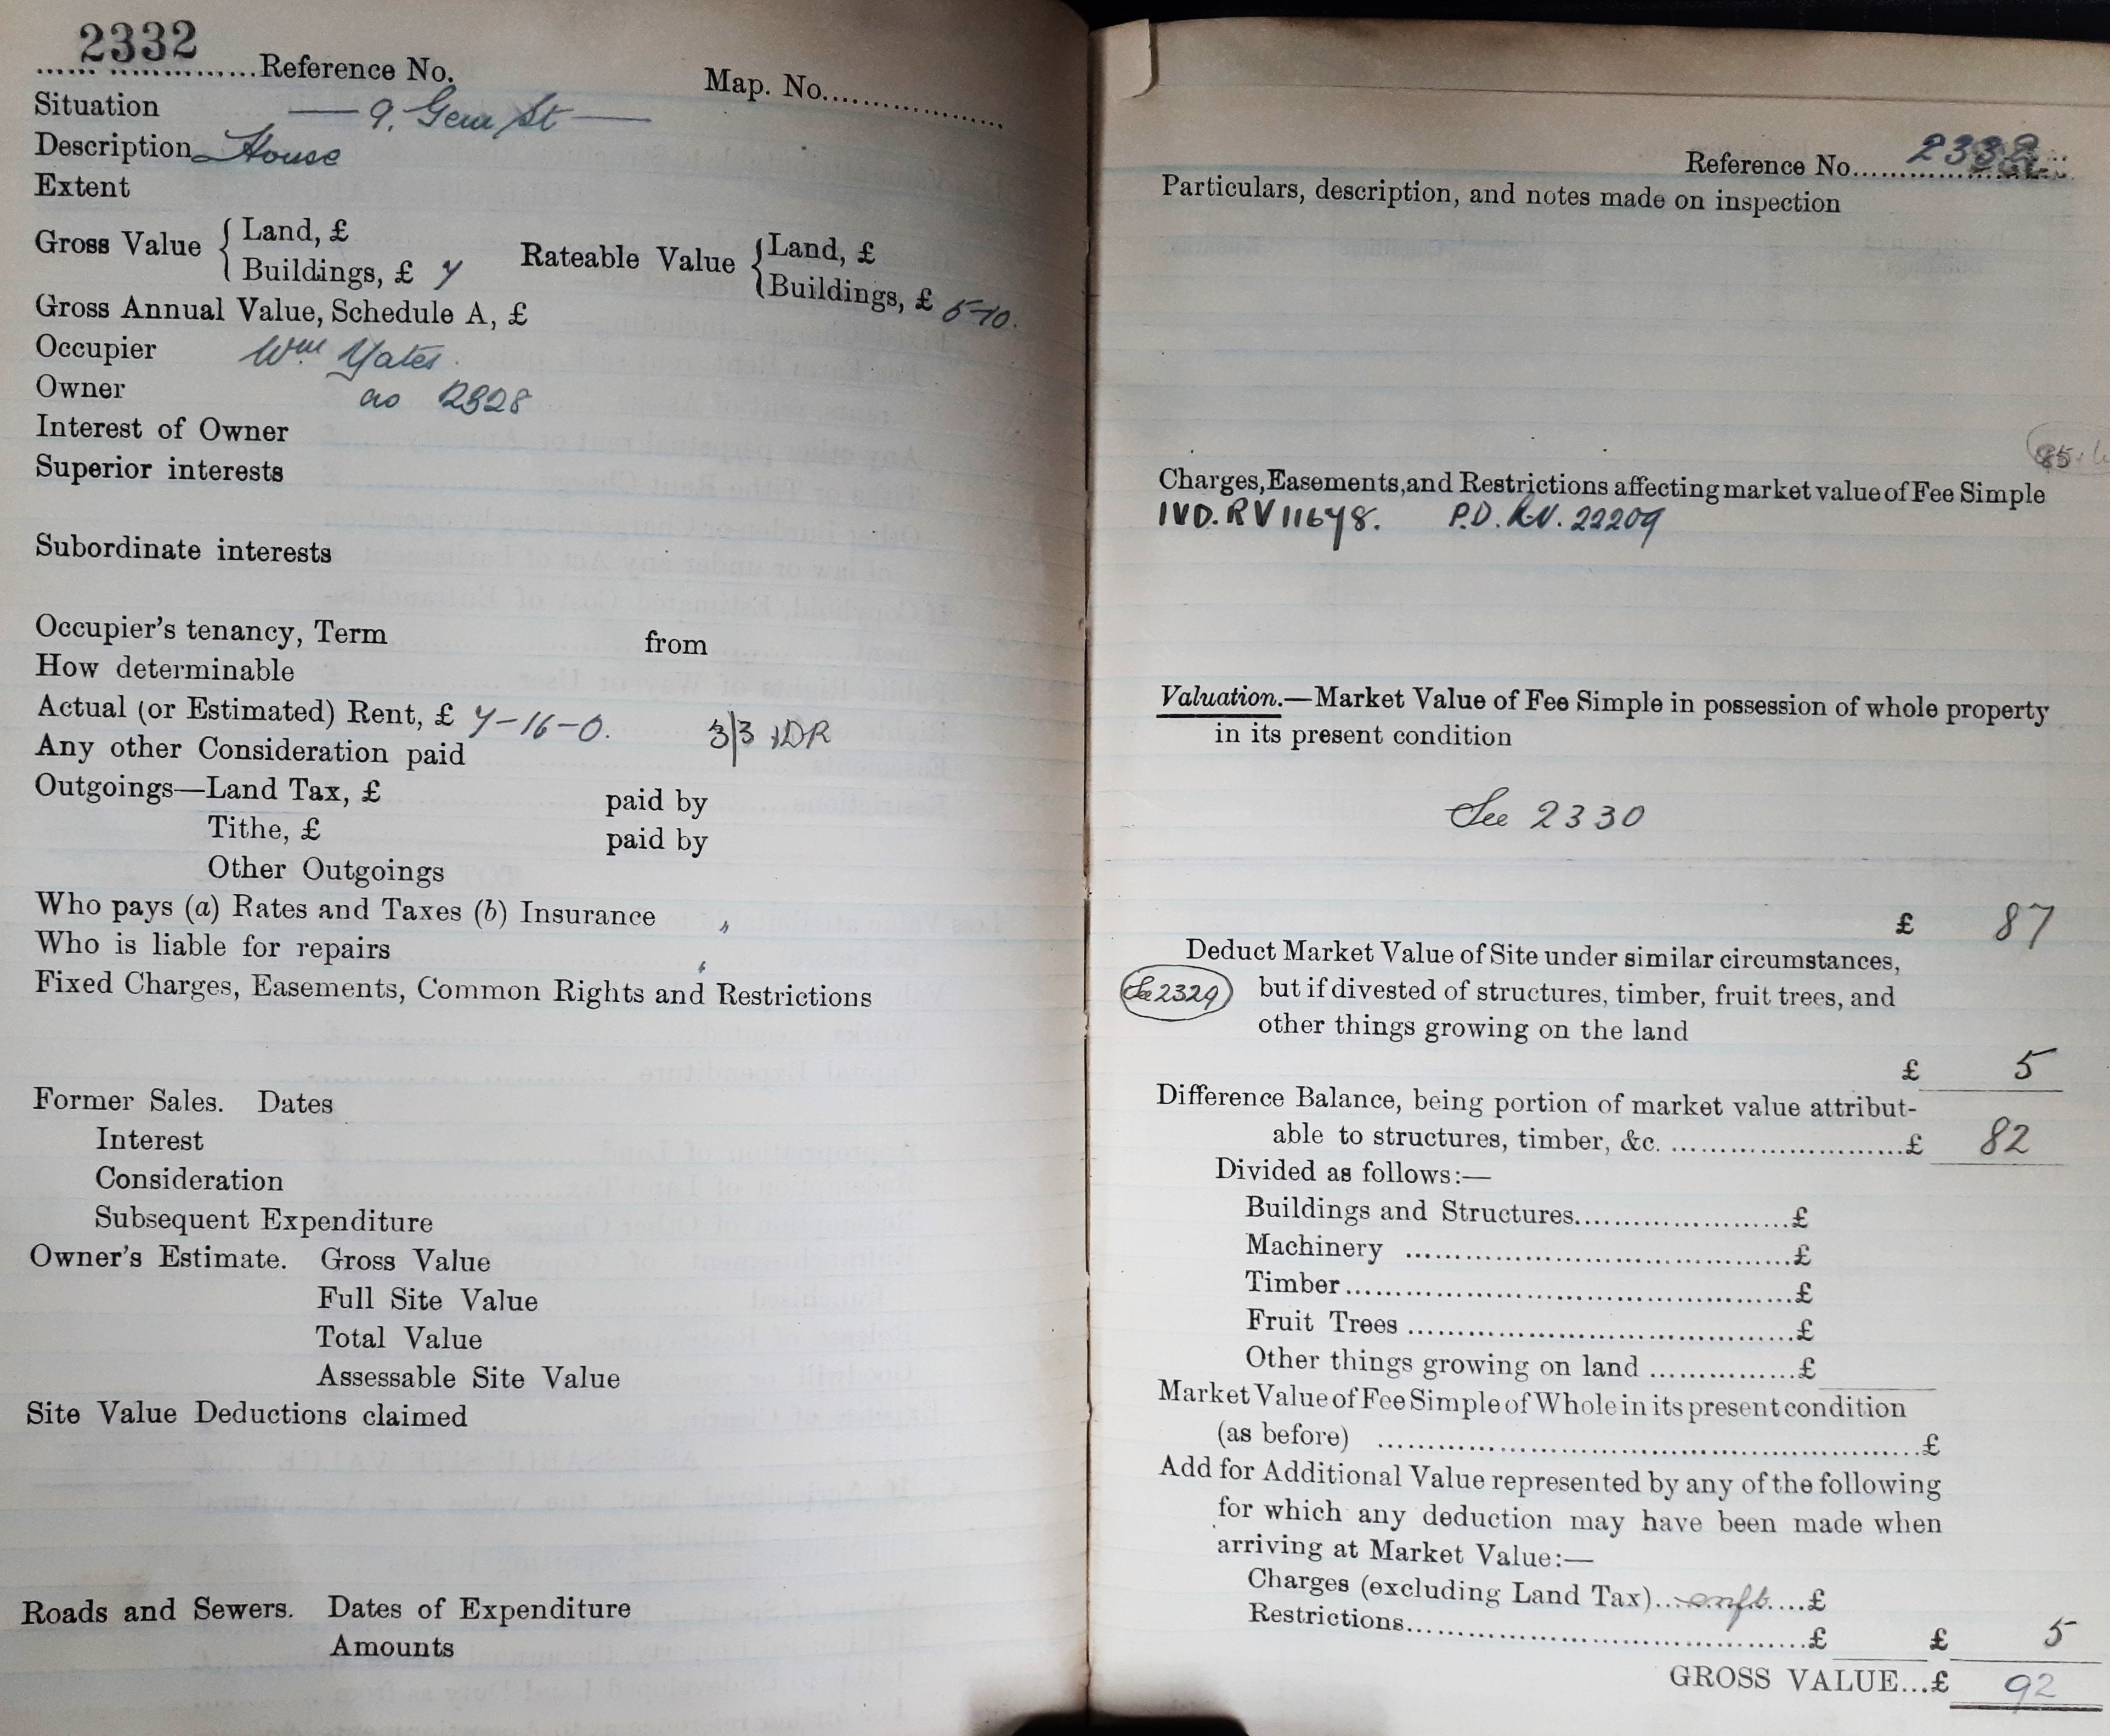 2332
Reference No. Map. No.
Situation — 9. Gem St —
Description House
Extent
Gross Value { Land, £ Rateable Value { Land, £
Buildings, £ 7 Buildings, £ 5-10.
Gross Annual Value, Schedule A, £
Occupier Wm Yates.
Owner as 2328
Interest of Owner
Superior interests
Subordinate interests
Occupier's tenancy, Term from
How determinable
Actual (or Estimated) Rent, £ 7-16-0. 3/3 DR
Any other Consideration paid
Outgoings—Land Tax, £ paid by
Tithe, £ paid by
Other Outgoings
Who pays (a) Rates and Taxes (b) Insurance
Who is liable for repairs
Fixed Charges, Easements, Common Rights and Restrictions
Former Sales. Dates
Interest
Consideration
Subsequent Expenditure
Owner's Estimate. Gross Value
Full Site Value
Total Value
Assessable Site Value
Site Value Deductions claimed
Roads and Sewers. Dates of Expenditure
Amounts
Reference No. 2332
Particulars, description, and notes made on inspection
85
Charges, Easements, and Restrictions affecting market value of Fee Simple
IVD. RV 11678. P.D. RV. 22209
Valuation.—Market Value of Fee Simple in possession of whole property
in its present condition
See 2330
£ 87
Deduct Market Value of Site under similar circumstances,
See 2329 but if divested of structures, timber, fruit trees, and
other things growing on the land
£ 5
Difference Balance, being portion of market value attribut-
able to structures, timber, &c. £ 82
Divided as follows:—
Buildings and Structures £
Machinery £
Timber £
Fruit Trees £
Other things growing on land £
Market Value of Fee Simple of Whole in its present condition
(as before) £
Add for Additional Value represented by any of the following
for which any deduction may have been made when
arriving at Market Value:—
Charges (excluding Land Tax) £
Restrictions £ £ 5
GROSS VALUE...£ 92